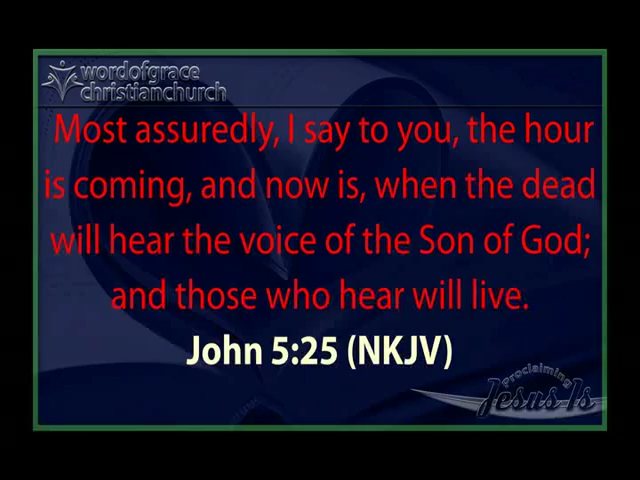 wordofgrace
christianchurch
Most assuredly, I say to you, the hour
is coming, and now is, when the dead
will hear the voice of the Son of God;
and those who hear will live.
John 5:25 (NKJV)
Proclaiming
Jesus Is